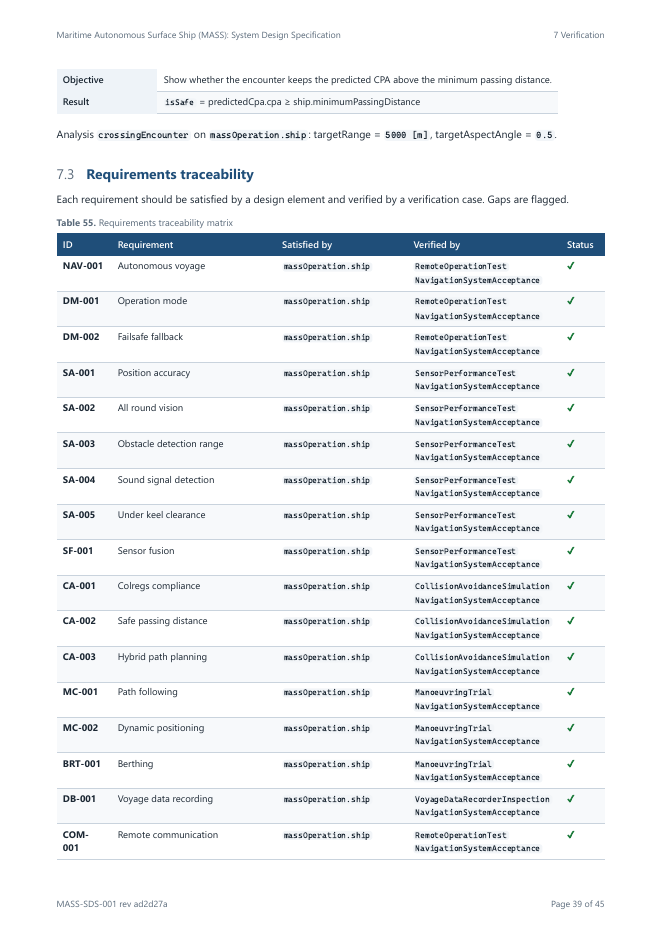 Maritime Autonomous Surface Ship (MASS): System Design Specification 7 Verification
Objective Show whether the encounter keeps the predicted CPA above the minimum passing distance.
Result isSafe = predictedCpa.cpa ≥ ship.minimumPassingDistance
Analysis crossingEncounter on massOperation.ship: targetRange = 5000 [m], targetAspectAngle = 0.5.
7.3 Requirements traceability
Each requirement should be satisfied by a design element and verified by a verification case. Gaps are flagged.
Table 55. Requirements traceability matrix
ID Requirement Satisfied by Verified by Status
NAV-001 Autonomous voyage massOperation.ship RemoteOperationTest ✓
NavigationSystemAcceptance
DM-001 Operation mode massOperation.ship RemoteOperationTest ✓
NavigationSystemAcceptance
DM-002 Failsafe fallback massOperation.ship RemoteOperationTest ✓
NavigationSystemAcceptance
SA-001 Position accuracy massOperation.ship SensorPerformanceTest ✓
NavigationSystemAcceptance
SA-002 All round vision massOperation.ship SensorPerformanceTest ✓
NavigationSystemAcceptance
SA-003 Obstacle detection range massOperation.ship SensorPerformanceTest ✓
NavigationSystemAcceptance
SA-004 Sound signal detection massOperation.ship SensorPerformanceTest ✓
NavigationSystemAcceptance
SA-005 Under keel clearance massOperation.ship SensorPerformanceTest ✓
NavigationSystemAcceptance
SF-001 Sensor fusion massOperation.ship SensorPerformanceTest ✓
NavigationSystemAcceptance
CA-001 Colregs compliance massOperation.ship CollisionAvoidanceSimulation ✓
NavigationSystemAcceptance
CA-002 Safe passing distance massOperation.ship CollisionAvoidanceSimulation ✓
NavigationSystemAcceptance
CA-003 Hybrid path planning massOperation.ship CollisionAvoidanceSimulation ✓
NavigationSystemAcceptance
MC-001 Path following massOperation.ship ManoeuvringTrial ✓
NavigationSystemAcceptance
MC-002 Dynamic positioning massOperation.ship ManoeuvringTrial ✓
NavigationSystemAcceptance
BRT-001 Berthing massOperation.ship ManoeuvringTrial ✓
NavigationSystemAcceptance
DB-001 Voyage data recording massOperation.ship VoyageDataRecorderInspection ✓
NavigationSystemAcceptance
COM- Remote communication massOperation.ship RemoteOperationTest ✓
001 NavigationSystemAcceptance
MASS-SDS-001 rev ad2d27a Page 39 of 45